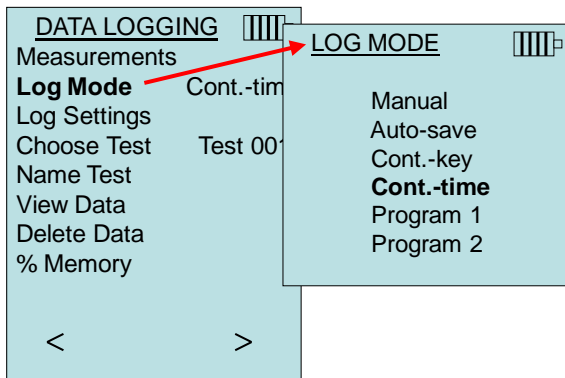 DATA LOGGING
Measurements
Log Mode Cont.-tim
Log Settings
Choose Test Test 001
Name Test
View Data
Delete Data
% Memory
< >
LOG MODE
Manual
Auto-save
Cont.-key
Cont.-time
Program 1
Program 2